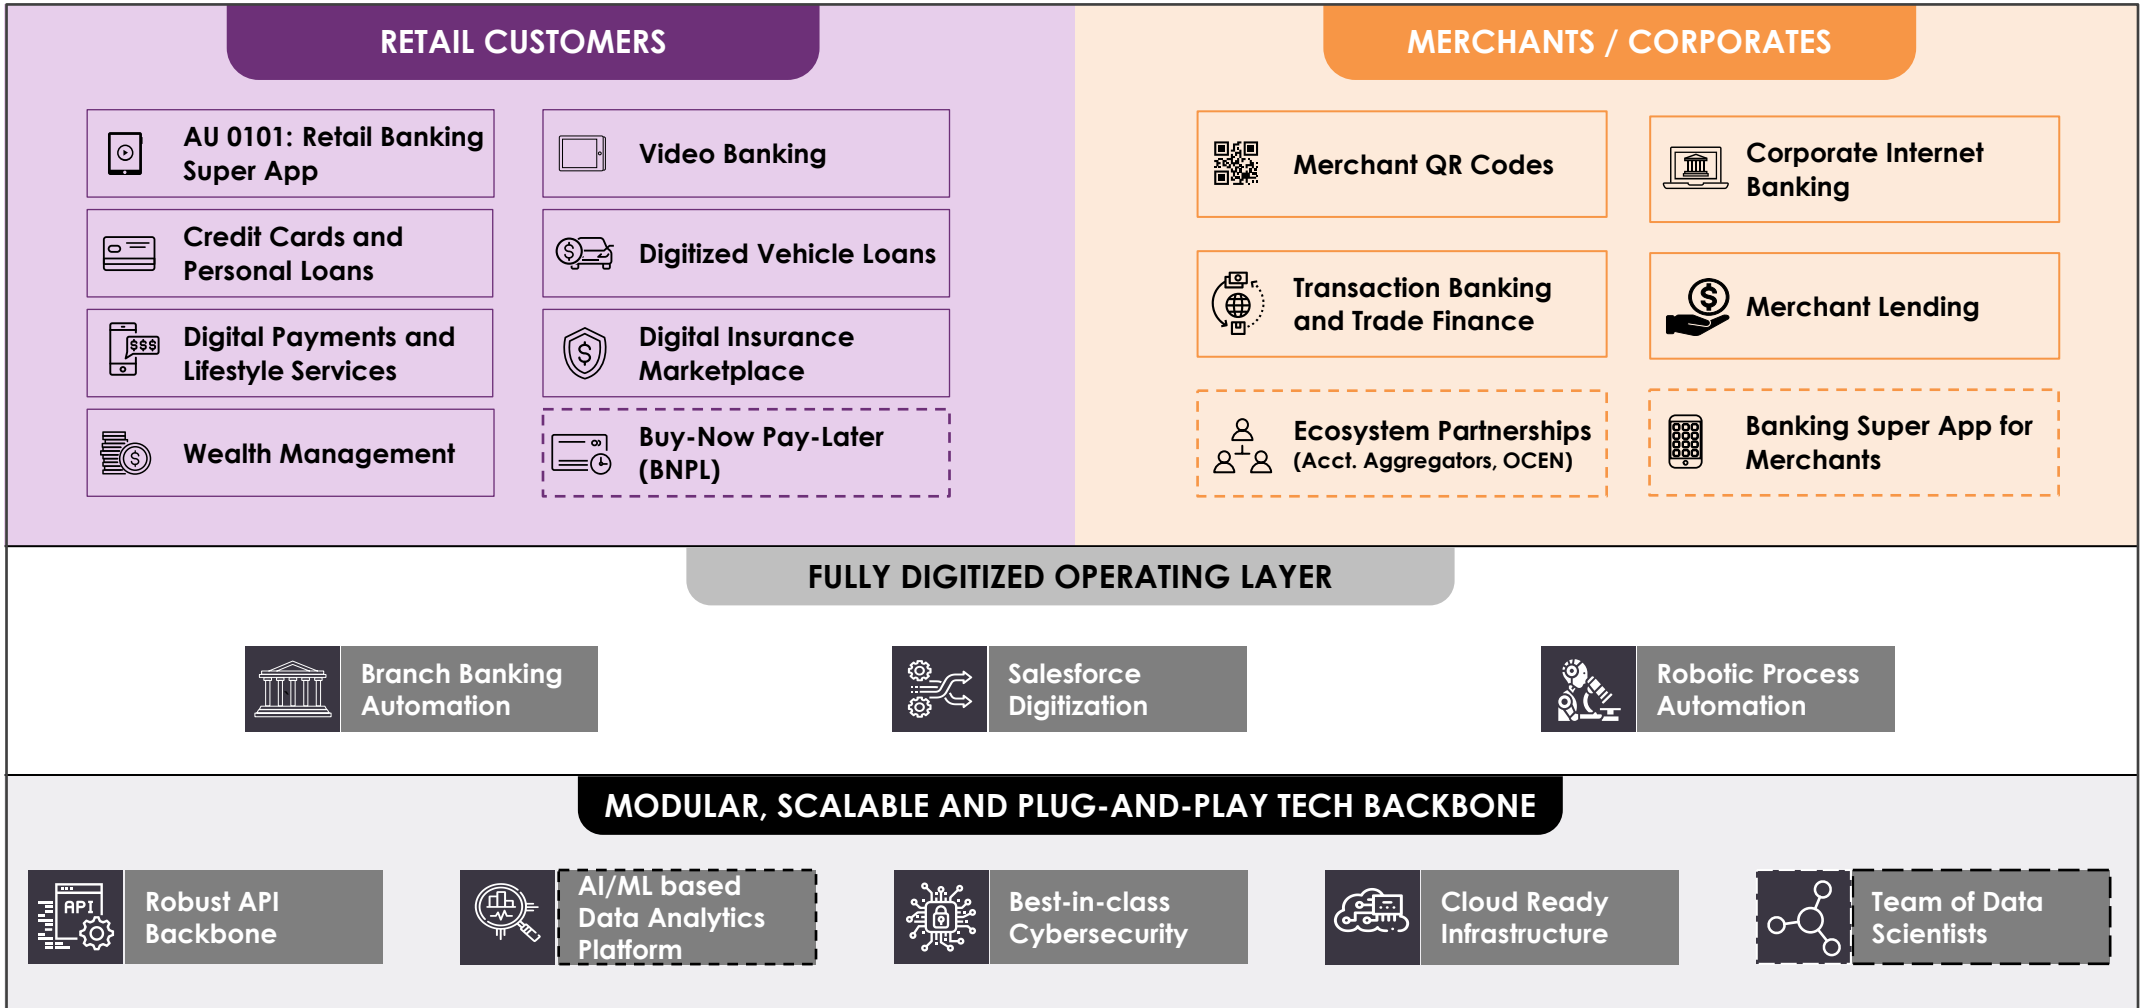 RETAIL CUSTOMERS
AU 0101: Retail Banking
Super App
Video Banking
Credit Cards and
Personal Loans
Digitized Vehicle Loans
$$$
Digital Payments and
Lifestyle Services
Digital Insurance
Marketplace
Wealth Management
Buy-Now Pay-Later
(BNPL)
MERCHANTS / CORPORATES
Merchant QR Codes
Corporate Internet
Banking
Transaction Banking
and Trade Finance
Merchant Lending
Ecosystem Partnerships
(Acct. Aggregators, OCEN)
Banking Super App for
Merchants
FULLY DIGITIZED OPERATING LAYER
Branch Banking
Automation
Salesforce
Digitization
Robotic Process
Automation
MODULAR, SCALABLE AND PLUG-AND-PLAY TECH BACKBONE
API
Robust API
Backbone
AI/ML based
Data Analytics
Platform
Best-in-class
Cybersecurity
Cloud Ready
Infrastructure
Team of Data
Scientists